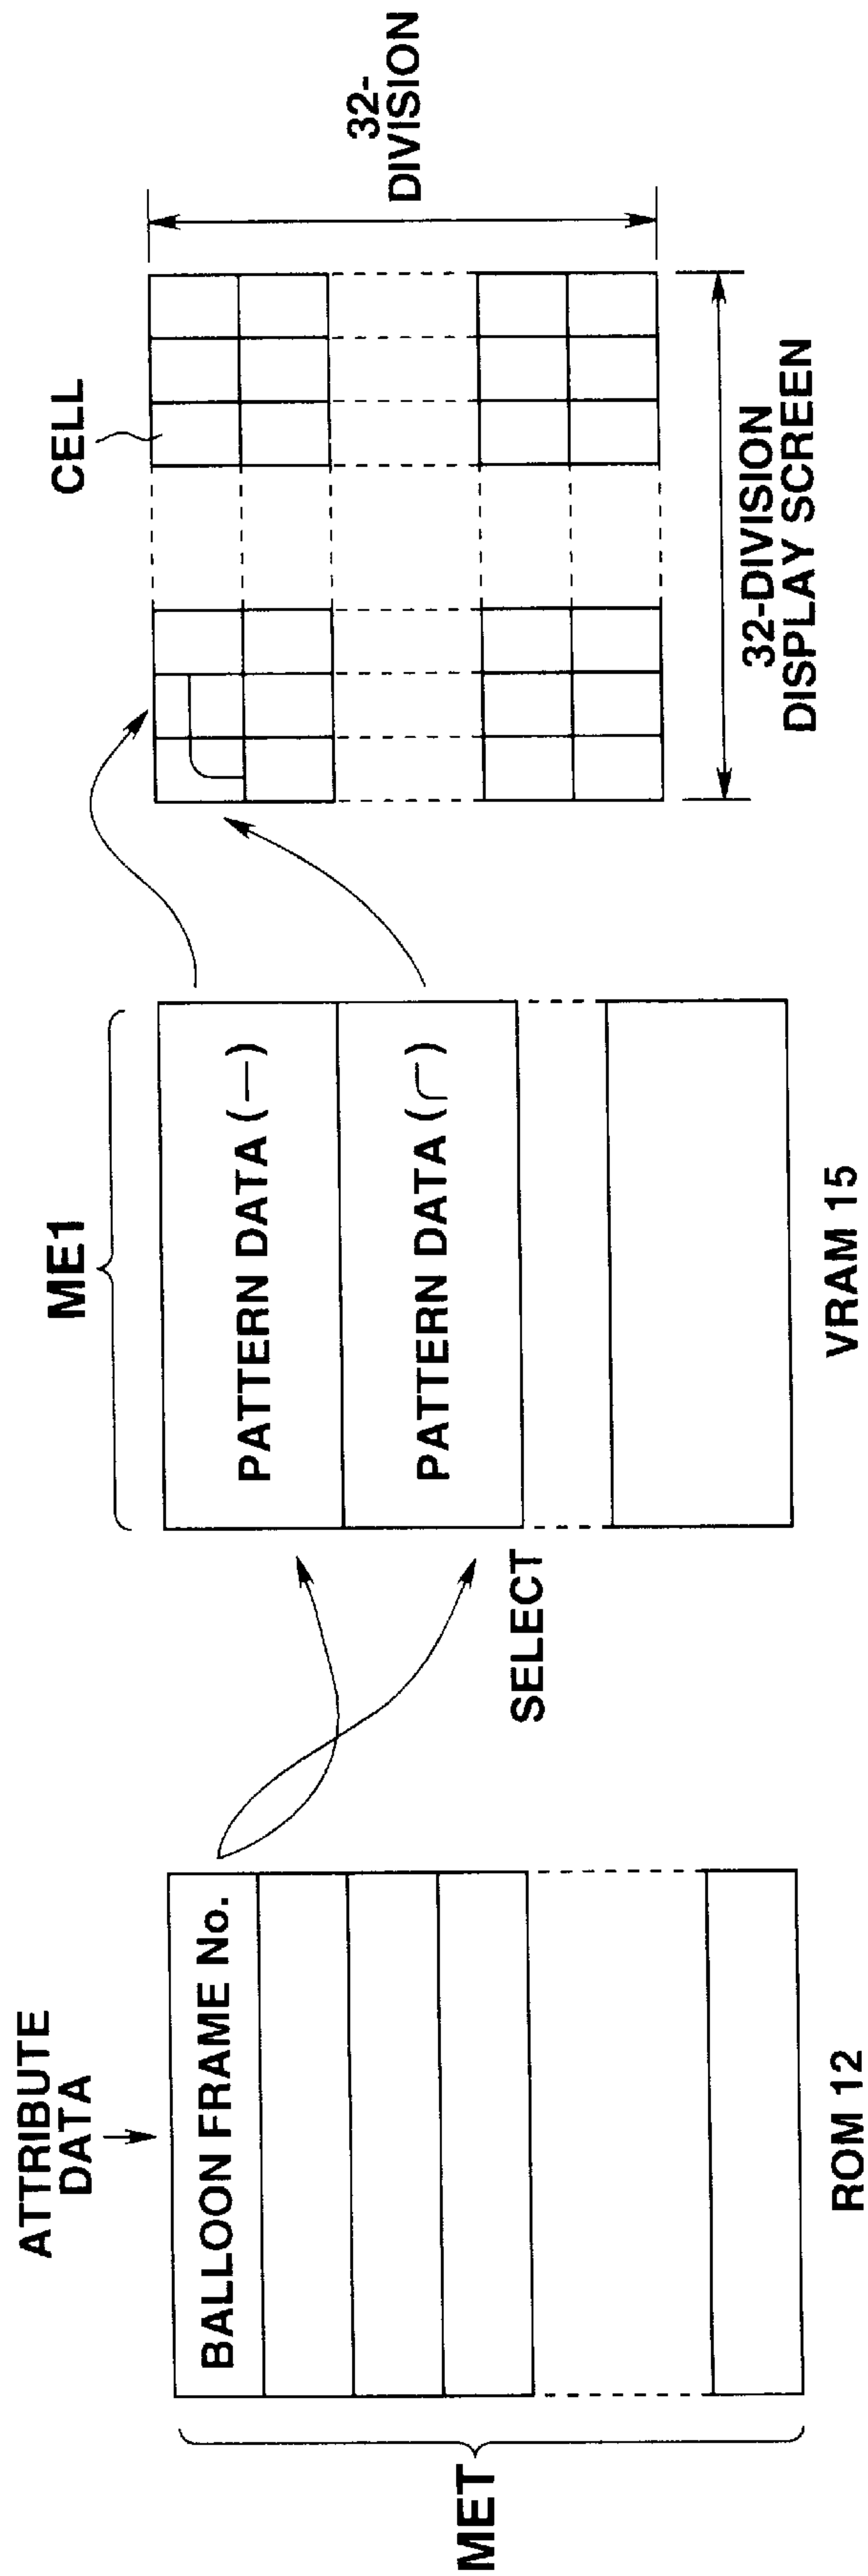 ATTRIBUTE
DATA
BALLOON FRAME No.
MET
ROM 12
SELECT
ME1
PATTERN DATA (—)
PATTERN DATA (╭)
VRAM 15
CELL
32-
DIVISION
32-DIVISION
DISPLAY SCREEN